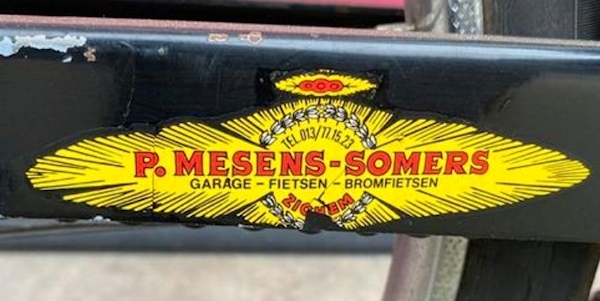 TEL. 013/77.15.23
P. MESENS-SOMERS
GARAGE - FIETSEN - BROMFIETSEN
ZICHEM